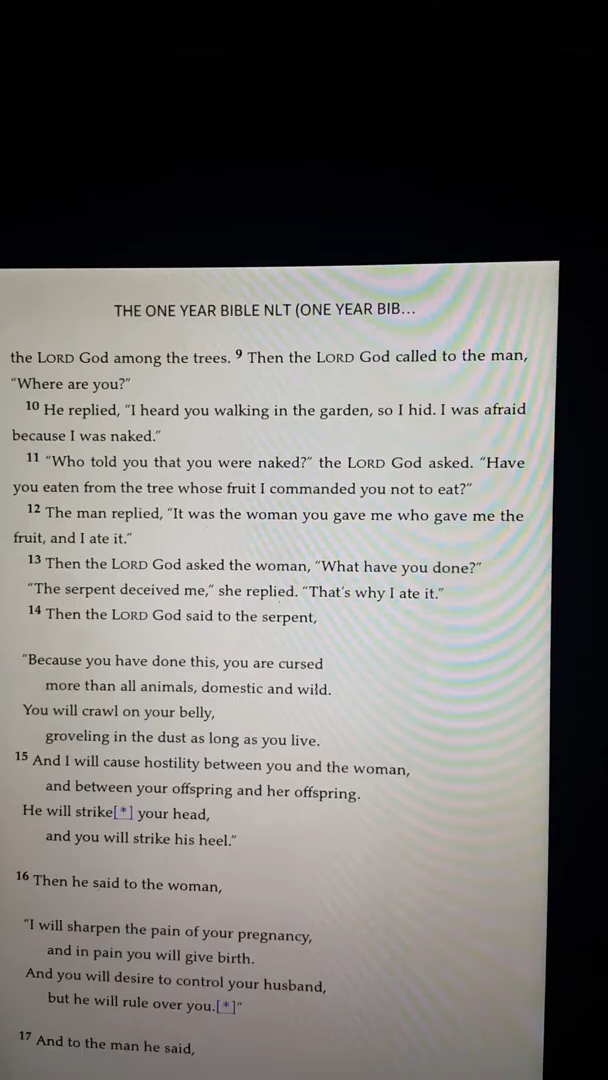 THE ONE YEAR BIBLE NLT (ONE YEAR BIB...
the LORD God among the trees. 9 Then the LORD God called to the man,
“Where are you?”
10 He replied, “I heard you walking in the garden, so I hid. I was afraid
because I was naked.”
11 “Who told you that you were naked?” the LORD God asked. “Have
you eaten from the tree whose fruit I commanded you not to eat?”
12 The man replied, “It was the woman you gave me who gave me the
fruit, and I ate it.”
13 Then the LORD God asked the woman, “What have you done?”
“The serpent deceived me,” she replied. “That’s why I ate it.”
14 Then the LORD God said to the serpent,
“Because you have done this, you are cursed
more than all animals, domestic and wild.
You will crawl on your belly,
groveling in the dust as long as you live.
15 And I will cause hostility between you and the woman,
and between your offspring and her offspring.
He will strike[*] your head,
and you will strike his heel.”
16 Then he said to the woman,
“I will sharpen the pain of your pregnancy,
and in pain you will give birth.
And you will desire to control your husband,
but he will rule over you.[*]”
17 And to the man he said,